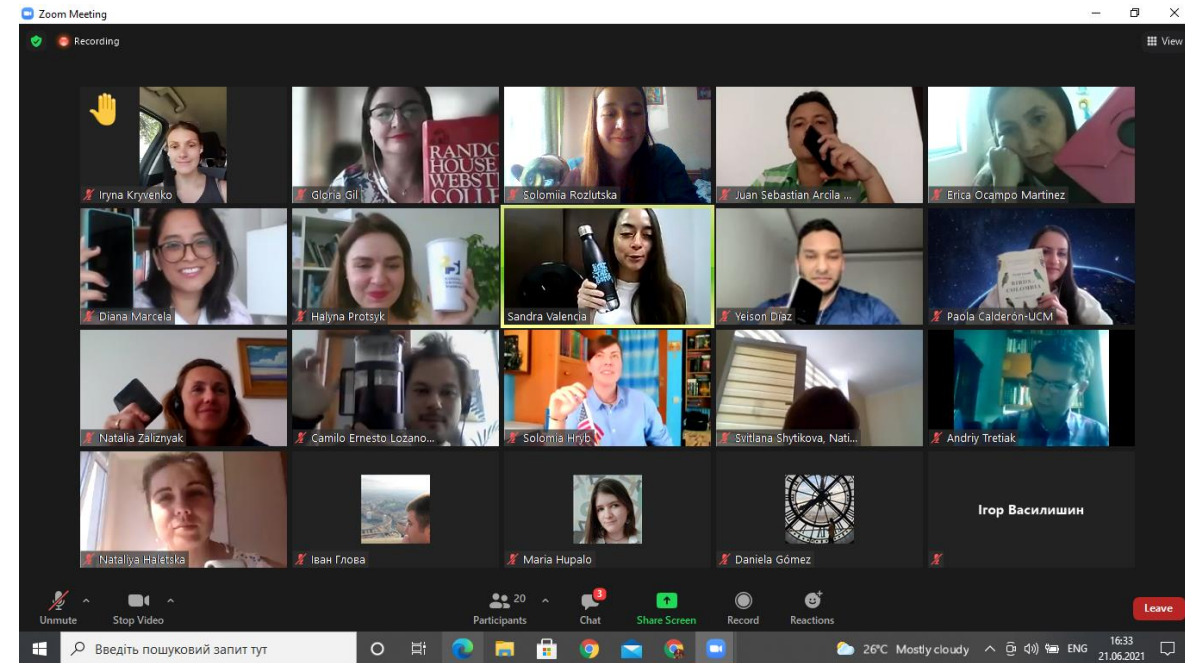 Zoom Meeting
Recording
View
Iryna Kryvenko
Gloria Gil
RANDO
HOUSE
WEBST
COLLE
Solomiia Rozlutska
Juan Sebastian Arcila ...
Erica Ocampo Martinez
Diana Marcela
Halyna Protsyk
Sandra Valencia
Yeison Díaz
BIRDS
COLOMBIA
Paola Calderón-UCM
Natalia Zaliznyak
Camilo Ernesto Lozano...
Solomia Hryb
Svitlana Shytikova, Nati...
Andriy Tretiak
Nataliya Haletska
Іван Глова
Maria Hupalo
Daniela Gómez
Ігор Василишин
Unmute
Stop Video
20
Participants
3
Chat
Share Screen
Record
Reactions
Leave
Введіть пошуковий запит тут
26°C Mostly cloudy
ENG
16:33
21.06.2021